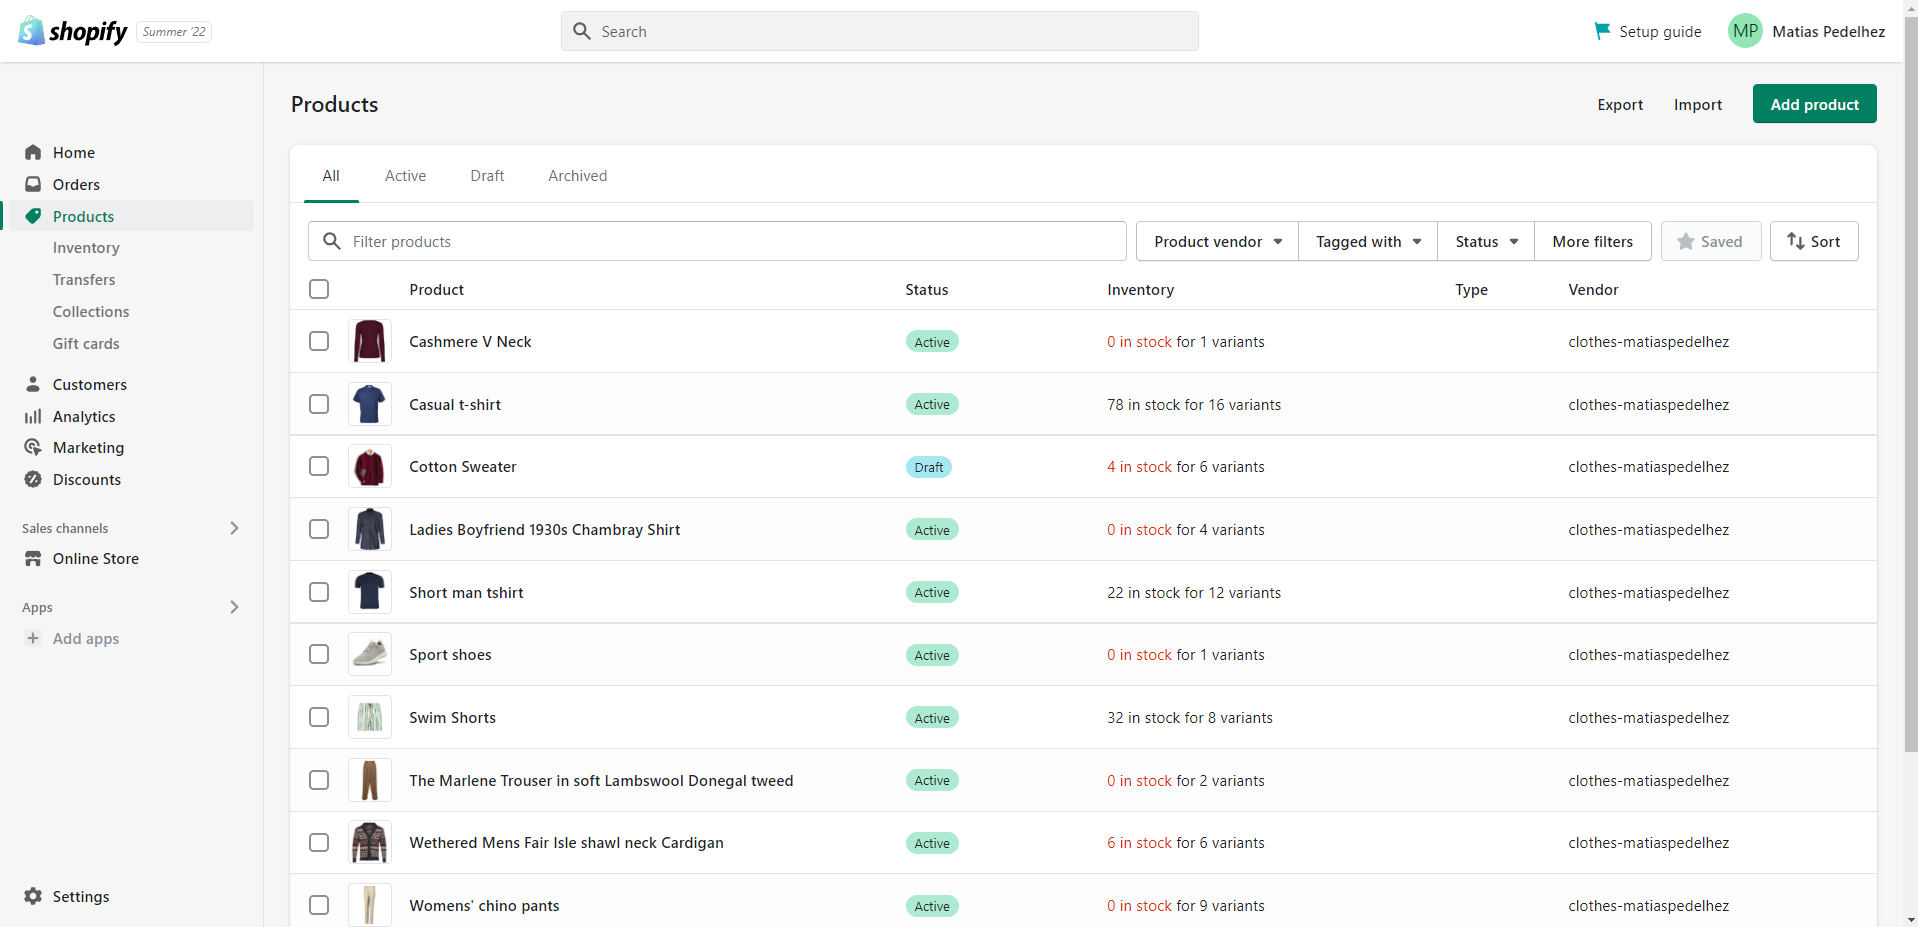 shopify Summer '22
Search
Setup guide
MP Matias Pedelhez
Home
Orders
Products
Inventory
Transfers
Collections
Gift cards
Customers
Analytics
Marketing
Discounts
Sales channels
Online Store
Apps
Add apps
Settings
Products
Export Import Add product
All Active Draft Archived
Filter products Product vendor Tagged with Status More filters Saved Sort
Product Status Inventory Type Vendor
Cashmere V Neck Active 0 in stock for 1 variants clothes-matiaspedelhez
Casual t-shirt Active 78 in stock for 16 variants clothes-matiaspedelhez
Cotton Sweater Draft 4 in stock for 6 variants clothes-matiaspedelhez
Ladies Boyfriend 1930s Chambray Shirt Active 0 in stock for 4 variants clothes-matiaspedelhez
Short man tshirt Active 22 in stock for 12 variants clothes-matiaspedelhez
Sport shoes Active 0 in stock for 1 variants clothes-matiaspedelhez
Swim Shorts Active 32 in stock for 8 variants clothes-matiaspedelhez
The Marlene Trouser in soft Lambswool Donegal tweed Active 0 in stock for 2 variants clothes-matiaspedelhez
Wethered Mens Fair Isle shawl neck Cardigan Active 6 in stock for 6 variants clothes-matiaspedelhez
Womens' chino pants Active 0 in stock for 9 variants clothes-matiaspedelhez